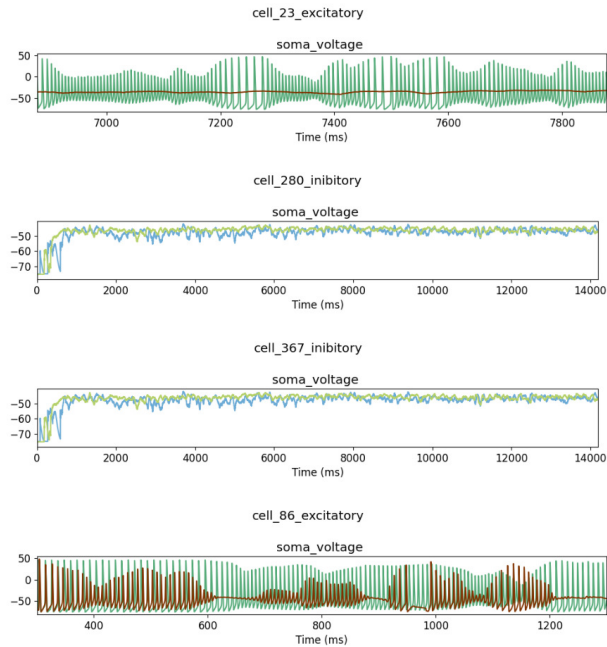 cell_23_excitatory
soma_voltage
50
0
−50
7000 7200 7400 7600 7800
Time (ms)
cell_280_inibitory
soma_voltage
−50
−60
−70
0 2000 4000 6000 8000 10000 12000 14000
Time (ms)
cell_367_inibitory
soma_voltage
−50
−60
−70
0 2000 4000 6000 8000 10000 12000 14000
Time (ms)
cell_86_excitatory
soma_voltage
50
0
−50
400 600 800 1000 1200
Time (ms)